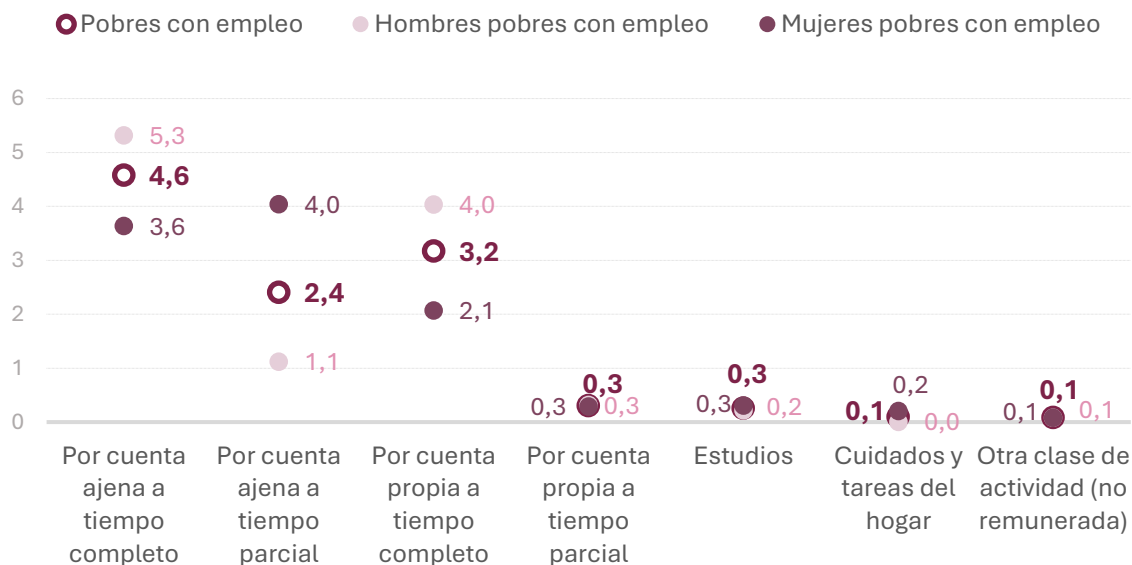 Pobres con empleo Hombres pobres con empleo Mujeres pobres con empleo
6
5
4
3
2
1
0
5,3
4,6
3,6
4,0
2,4
1,1
4,0
3,2
2,1
0,3
0,3
0,3
0,3
0,3
0,2
0,2
0,1
0,0
0,1
0,1
0,1
Por cuenta
ajena a
tiempo
completo
Por cuenta
ajena a
tiempo
parcial
Por cuenta
propia a
tiempo
completo
Por cuenta
propia a
tiempo
parcial
Estudios
Cuidados y
tareas del
hogar
Otra clase de
actividad (no
remunerada)